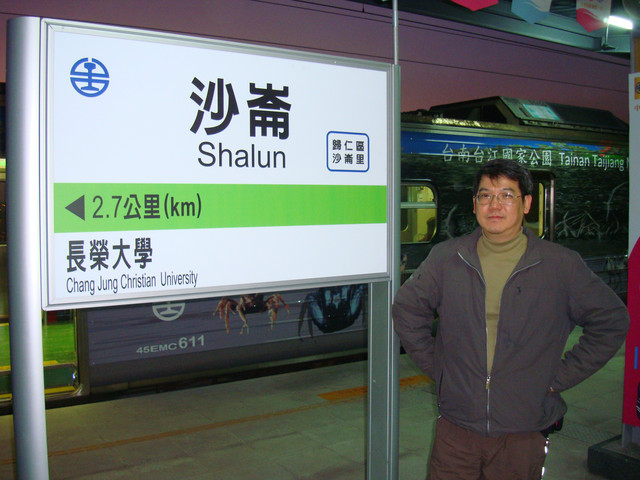 沙崙
Shalun
歸仁區
沙崙里
2.7公里(km)
長榮大學
Chang Jung Christian University
台南台江國家公園 Tainan Taijiang
45EMC611